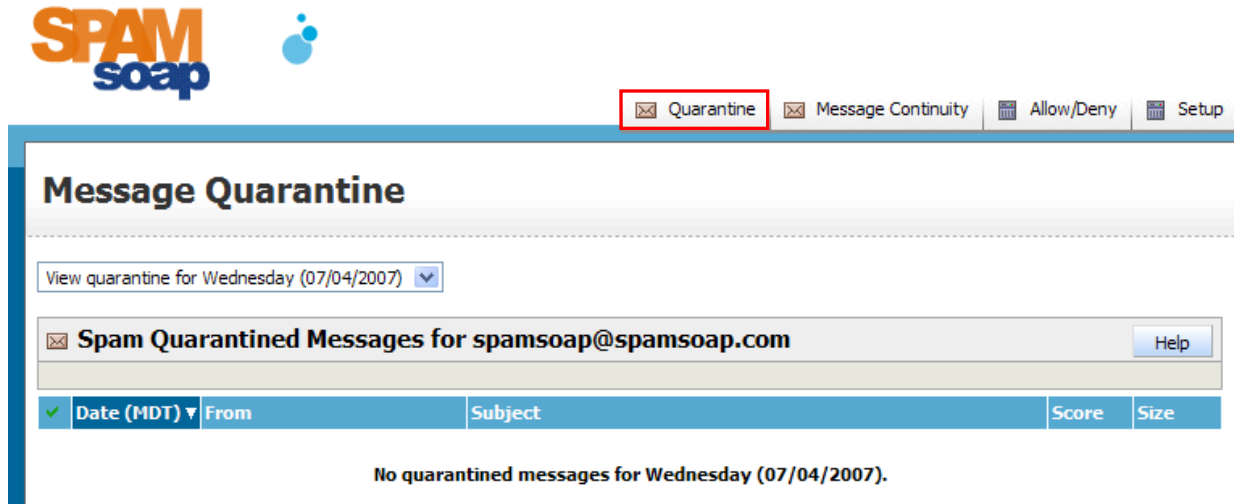 SPAM
soap
Quarantine Message Continuity Allow/Deny Setup
Message Quarantine
View quarantine for Wednesday (07/04/2007)
Spam Quarantined Messages for spamsoap@spamsoap.com Help
Date (MDT) From Subject Score Size
No quarantined messages for Wednesday (07/04/2007).